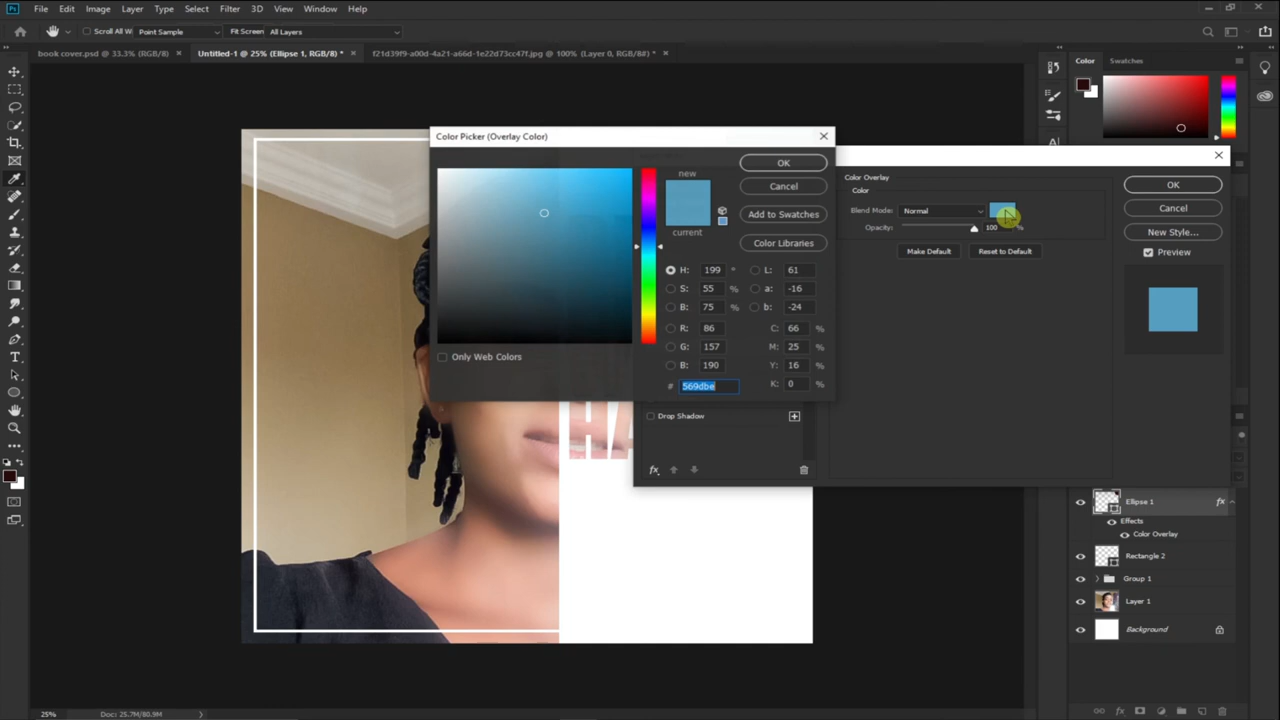 Ps File Edit Image Layer Type Select Filter 3D View Window Help
Scroll All W Point Sample Fit Screen All Layers
book cover.psd @ 33.3% (RGB/8) × Untitled-1 @ 25% (Ellipse 1, RGB/8) * × f21d39f9-a00d-4a21-a66d-1e22d73cc47f.jpg @ 100% (Layer 0, RGB/8#) * ×
Color Swatches
Color Picker (Overlay Color)
new
current
OK
Cancel
Add to Swatches
Color Libraries
H: 199 ° L: 61
S: 55 % a: -16
B: 75 % b: -24
R: 86 C: 66 %
G: 157 M: 25 %
B: 190 Y: 16 %
# 569dbe K: 0 %
Only Web Colors
Color Overlay
Color
Blend Mode: Normal
Opacity: 100 %
Make Default Reset to Default
OK
Cancel
New Style...
Preview
Drop Shadow
fx
Ellipse 1 fx
Effects
Color Overlay
Rectangle 2
Group 1
Layer 1
Background
25% Doc: 25.7M/80.9M